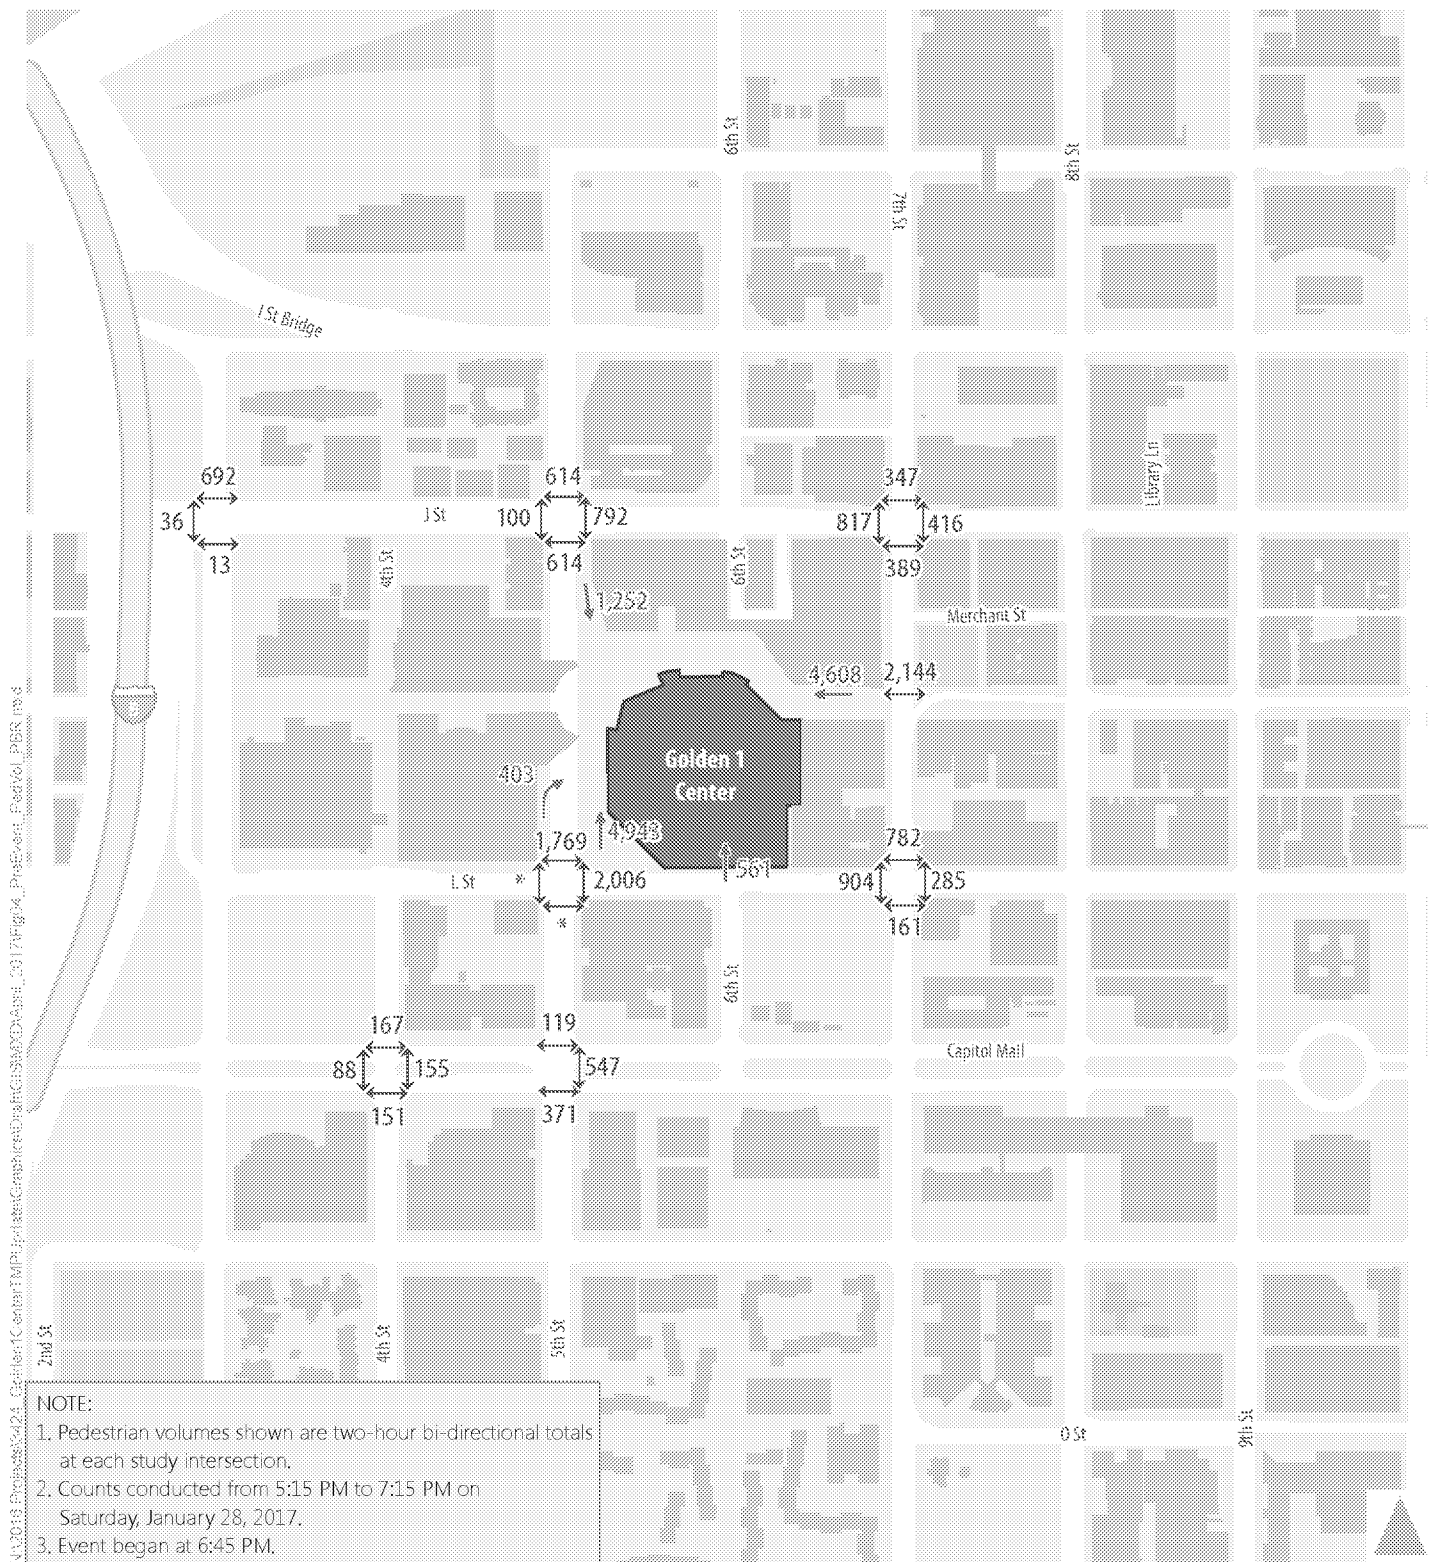 6th St
8th St
7th St
I St Bridge
692
614
347
Library Ln
36
J St
100
792
817
416
13
4th St
614
6th St
389
1,252
Merchant St
4,608
2,144
5
Golden 1
Center
403
4,943
1,769
782
561
L St
*
2,006
904
285
*
161
6th St
167
119
Capitol Mall
88
155
547
151
371
2nd St
4th St
5th St
NOTE:
1. Pedestrian volumes shown are two-hour bi-directional totals
at each study intersection.
O St
9th St
2. Counts conducted from 5:15 PM to 7:15 PM on
Saturday, January 28, 2017.
3. Event began at 6:45 PM.